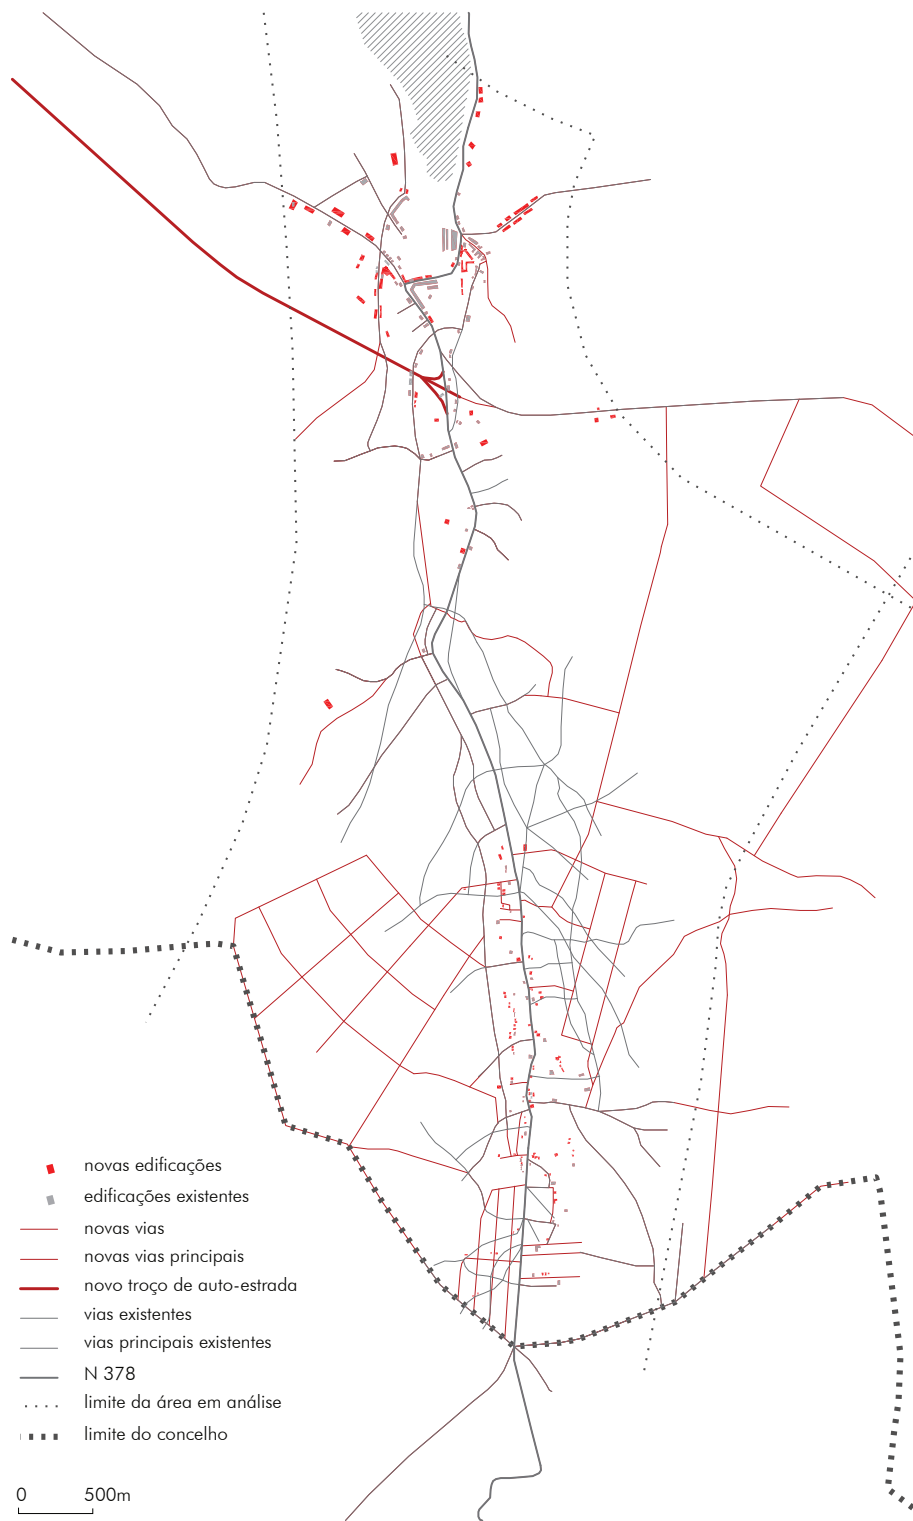 novas edificações
edificações existentes
novas vias
novas vias principais
novo troço de auto-estrada
vias existentes
vias principais existentes
N 378
limite da área em análise
limite do concelho
0 500m